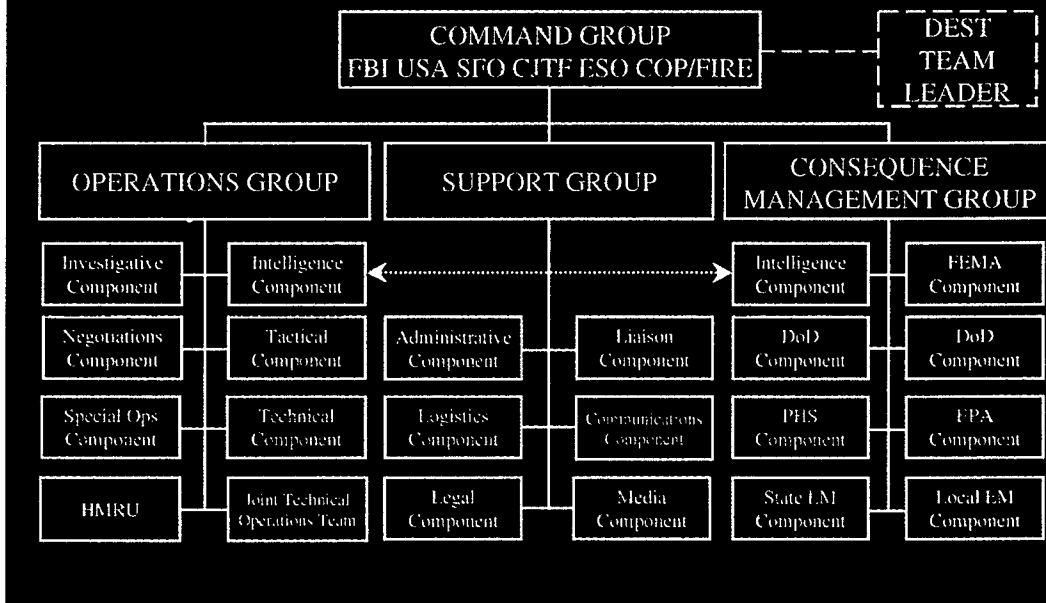 COMMAND GROUP
FBI USA SFO CJTF ESO COP/FIRE
DEST
TEAM
LEADER
OPERATIONS GROUP
SUPPORT GROUP
CONSEQUENCE
MANAGEMENT GROUP
Investigative
Component
Intelligence
Component
Intelligence
Component
FEMA
Component
Negotiations
Component
Tactical
Component
Administrative
Component
Liaison
Component
DoD
Component
DoD
Component
Special Ops
Component
Technical
Component
Logistics
Component
Communications
Component
PHS
Component
EPA
Component
HMRU
Joint Technical
Operations Team
Legal
Component
Media
Component
State EM
Component
Local EM
Component